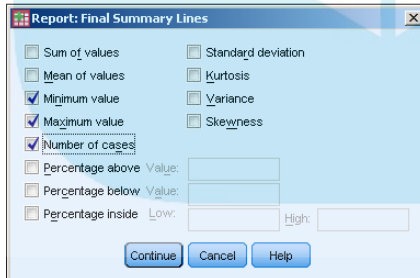 Report: Final Summary Lines
Sum of values Standard deviation
Mean of values Kurtosis
Minimum value Variance
Maximum value Skewness
Number of cases
Percentage above Value:
Percentage below Value:
Percentage inside Low: High:
Continue Cancel Help